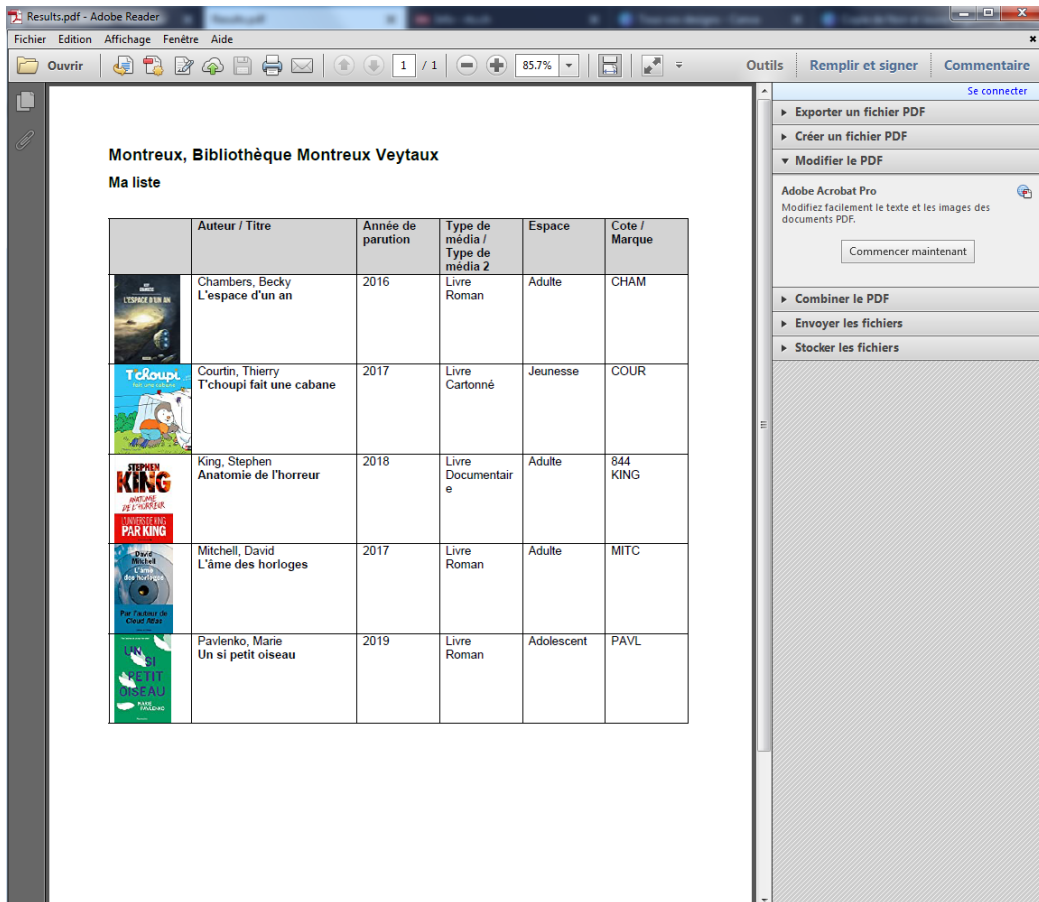 Results.pdf - Adobe Reader
Fichier Edition Affichage Fenêtre Aide
Ouvrir 1 / 1 85.7% Outils Remplir et signer Commentaire
Se connecter
Exporter un fichier PDF
Créer un fichier PDF
Modifier le PDF
Adobe Acrobat Pro
Modifiez facilement le texte et les images des
documents PDF.
Commencer maintenant
Combiner le PDF
Envoyer les fichiers
Stocker les fichiers
Montreux, Bibliothèque Montreux Veytaux
Ma liste
Auteur / Titre Année de parution Type de média / Type de média 2 Espace Cote / Marque
L'ESPACE D'UN AN
Chambers, Becky 2016 Livre Adulte CHAM
L'espace d'un an Roman
T'choupi
fait une cabane
Courtin, Thierry 2017 Livre Jeunesse COUR
T'choupi fait une cabane Cartonné
STEPHEN
KING
ANATOMIE
DE L'HORREUR
L'UNIVERS DE KING
PAR KING
King, Stephen 2018 Livre Adulte 844
Anatomie de l'horreur Documentair KING
e
David
Mitchell
L'âme
des horloges
Par l'auteur de
Cloud Atlas
Mitchell, David 2017 Livre Adulte MITC
L'âme des horloges Roman
UN
SI
PETIT
OISEAU
MARIE
PAVLENKO
Pavlenko, Marie 2019 Livre Adolescent PAVL
Un si petit oiseau Roman